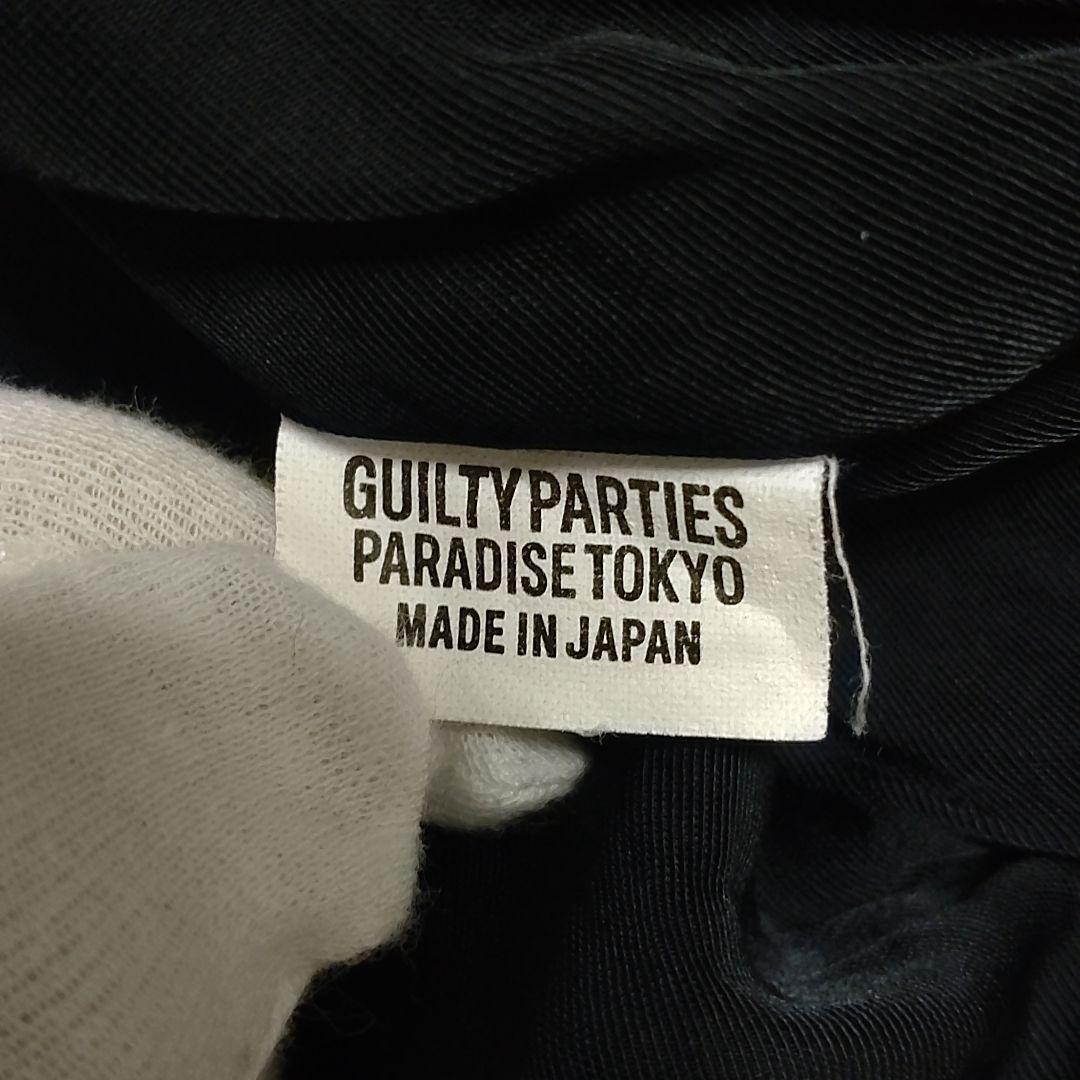 GUILTY PARTIES
PARADISE TOKYO
MADE IN JAPAN